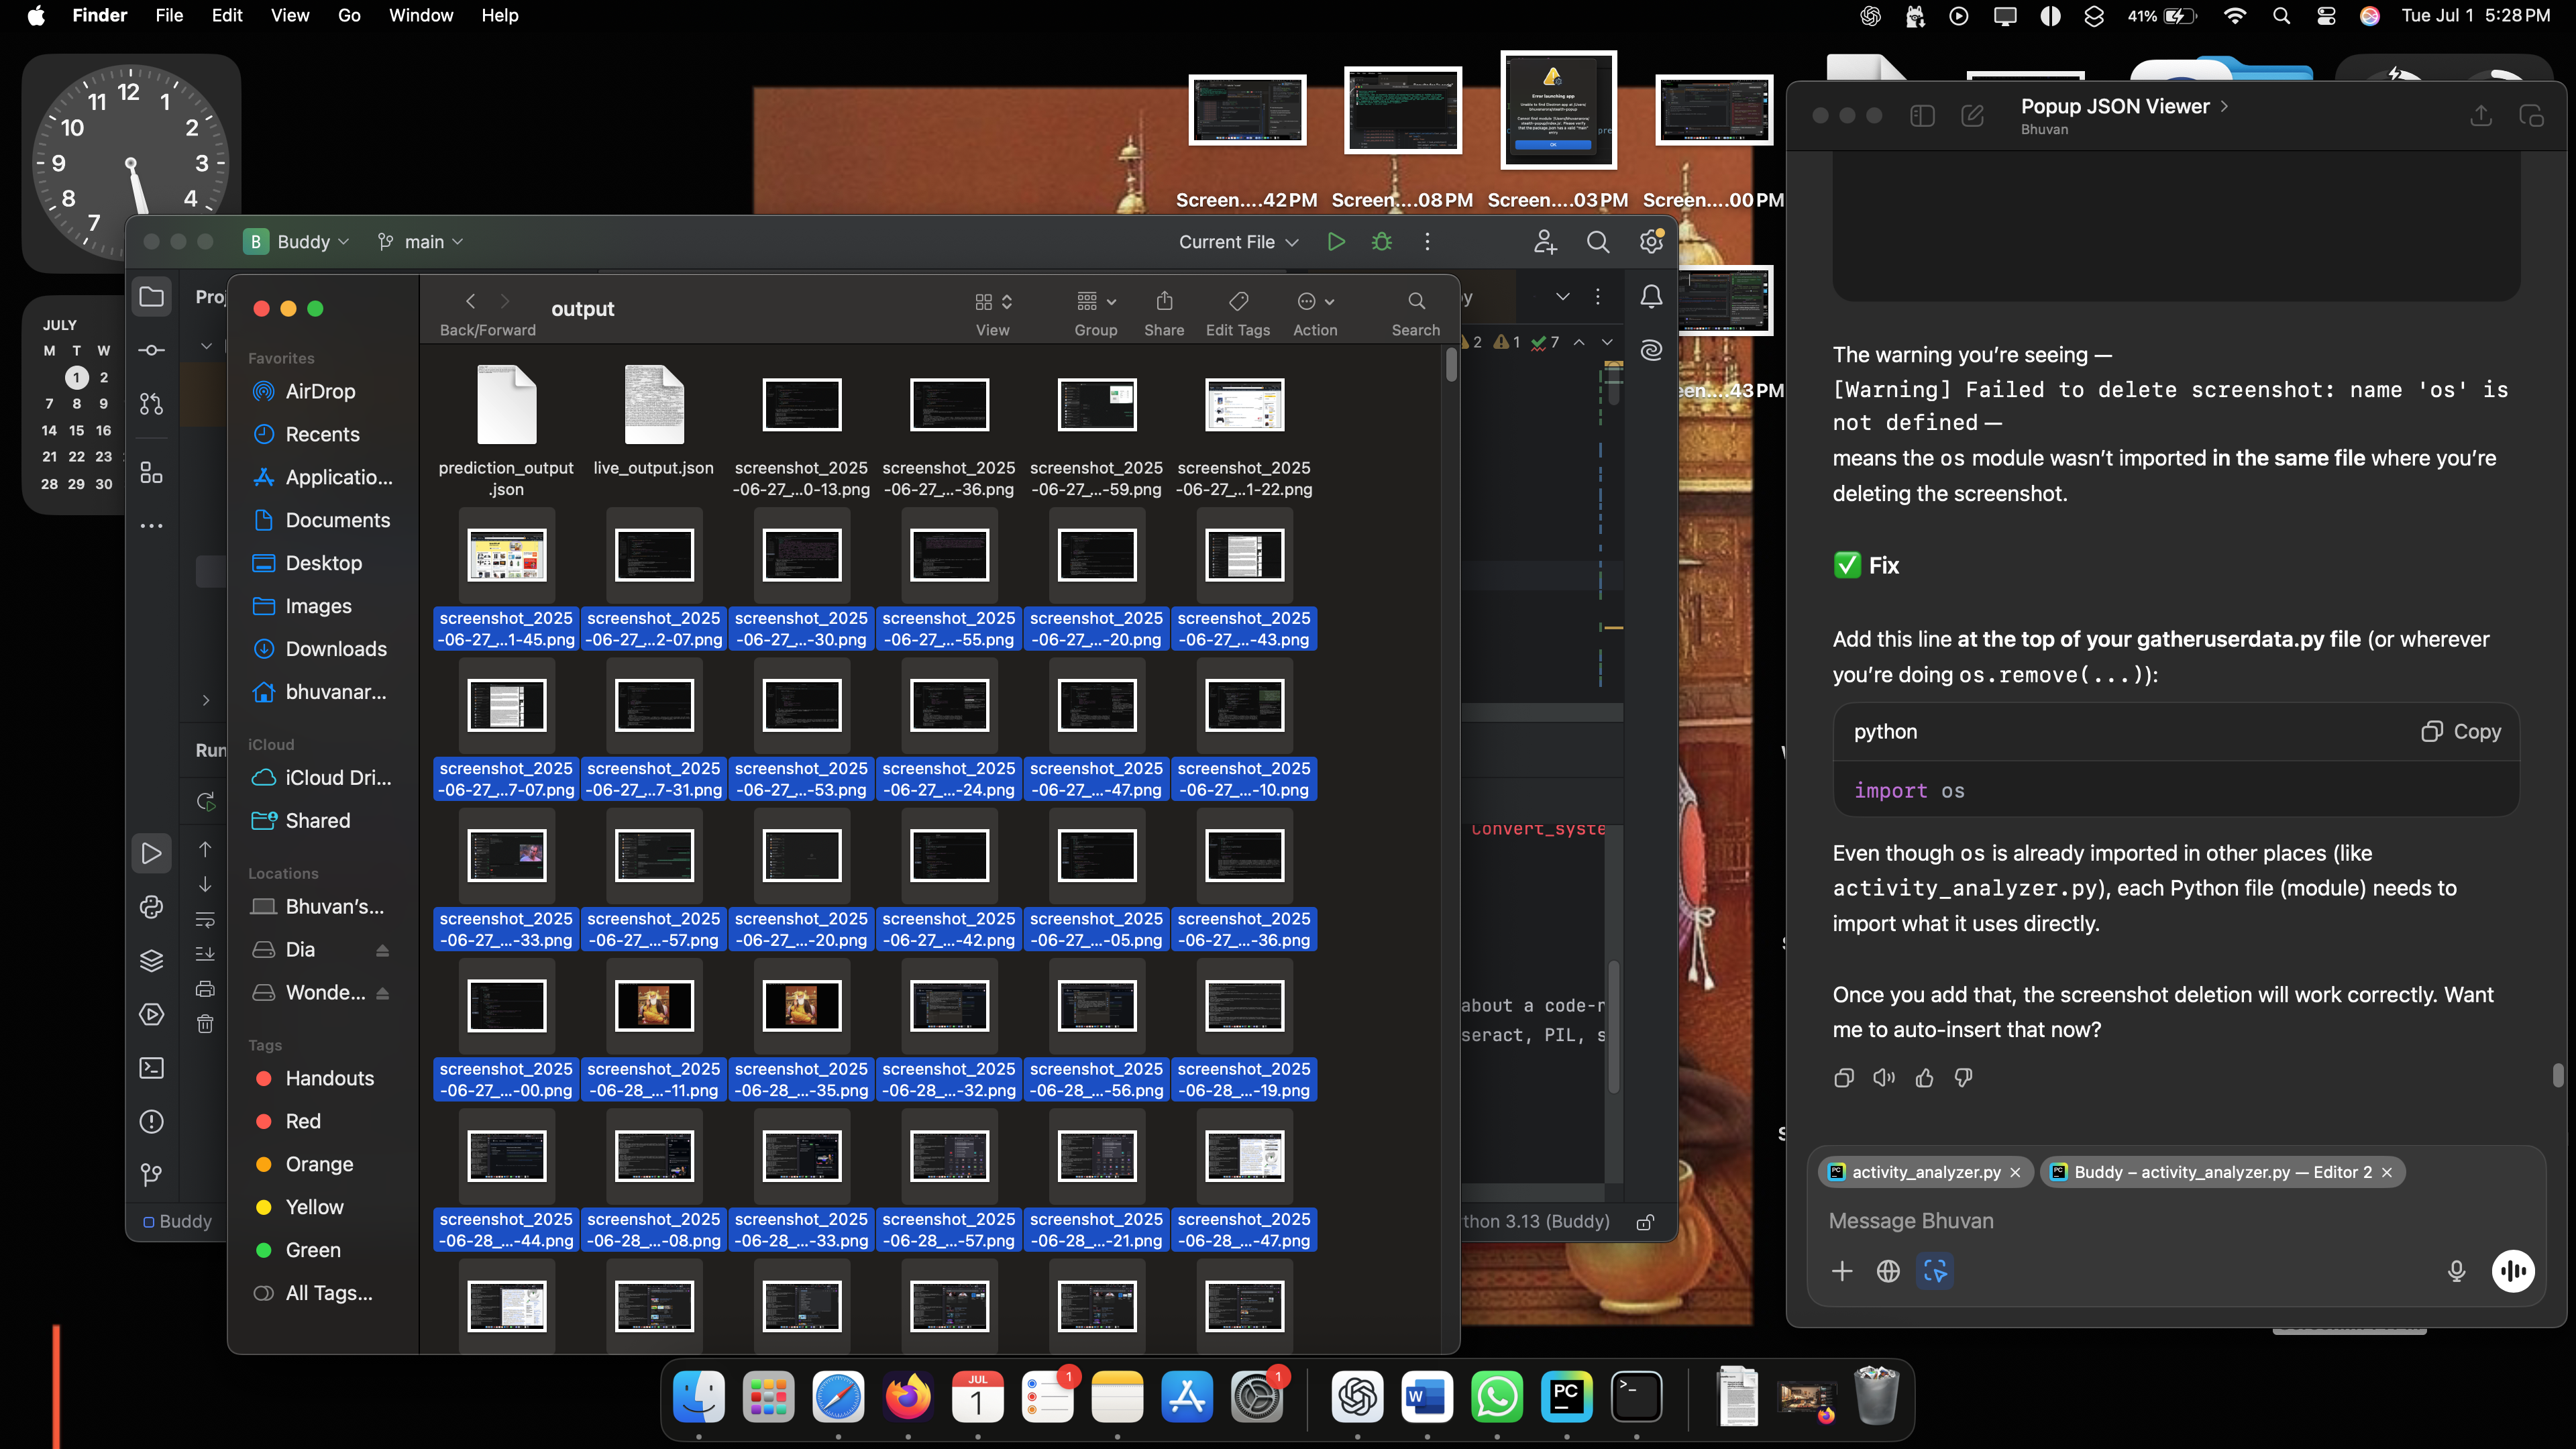 Finder File Edit View Go Window Help
41% Tue Jul 1 5:28 PM
12
11 1
10 2
9 3
8 4
7
JULY
M T W
1 2
7 8 9
14 15 16
21 22 23
28 29 30
Screen....42 PM Screen....08 PM Screen....03 PM Screen....00 PM
Error launching app
OK
een....43 PM
B Buddy main
Current File
2 1 7
Run
Buddy
about a code-r
seract, PIL, s
thon 3.13 (Buddy)
output
Back/Forward View Group Share Edit Tags Action Search
Favorites
AirDrop
Recents
Applicatio...
Documents
Desktop
Images
Downloads
bhuvanar...
iCloud
iCloud Dri...
Shared
Locations
Bhuvan's...
Dia
Wonde...
Tags
Handouts
Red
Orange
Yellow
Green
All Tags...
prediction_output live_output.json screenshot_2025 screenshot_2025 screenshot_2025 screenshot_2025
.json -06-27_...0-13.png -06-27_...-36.png -06-27_...-59.png -06-27_...1-22.png
screenshot_2025 screenshot_2025 screenshot_2025 screenshot_2025 screenshot_2025 screenshot_2025
-06-27_...1-45.png -06-27_...2-07.png -06-27_...-30.png -06-27_...-55.png -06-27_...-20.png -06-27_...-43.png
screenshot_2025 screenshot_2025 screenshot_2025 screenshot_2025 screenshot_2025 screenshot_2025
-06-27_...7-07.png -06-27_...7-31.png -06-27_...-53.png -06-27_...-24.png -06-27_...-47.png -06-27_...-10.png
screenshot_2025 screenshot_2025 screenshot_2025 screenshot_2025 screenshot_2025 screenshot_2025
-06-27_...-33.png -06-27_...-57.png -06-27_...-20.png -06-27_...-42.png -06-27_...-05.png -06-27_...-36.png
screenshot_2025 screenshot_2025 screenshot_2025 screenshot_2025 screenshot_2025 screenshot_2025
-06-27_...-00.png -06-28_...-11.png -06-28_...-35.png -06-28_...-32.png -06-28_...-56.png -06-28_...-19.png
screenshot_2025 screenshot_2025 screenshot_2025 screenshot_2025 screenshot_2025 screenshot_2025
-06-28_...-44.png -06-28_...-08.png -06-28_...-33.png -06-28_...-57.png -06-28_...-21.png -06-28_...-47.png
Popup JSON Viewer
Bhuvan
The warning you're seeing —
[Warning] Failed to delete screenshot: name 'os' is
not defined —
means the os module wasn't imported in the same file where you're
deleting the screenshot.
✅ Fix
Add this line at the top of your gatheruserdata.py file (or wherever
you're doing os.remove(...)):
python Copy
import os
Even though os is already imported in other places (like
activity_analyzer.py), each Python file (module) needs to
import what it uses directly.
Once you add that, the screenshot deletion will work correctly. Want
me to auto-insert that now?
activity_analyzer.py Buddy – activity_analyzer.py — Editor 2
Message Bhuvan
JUL
1
1
1
W
PC